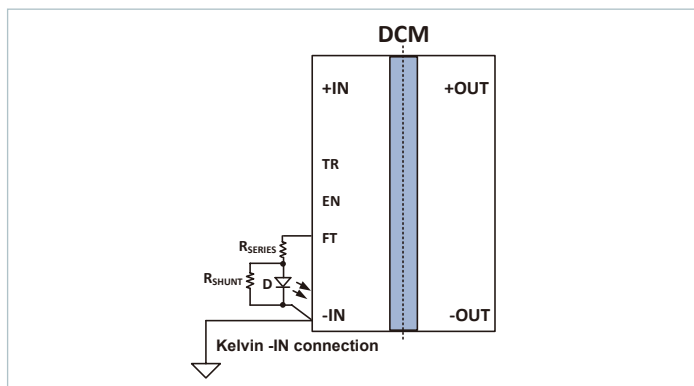 DCM
+IN +OUT
TR
EN
FT
RSERIES
RSHUNT
D
-IN -OUT
Kelvin -IN connection